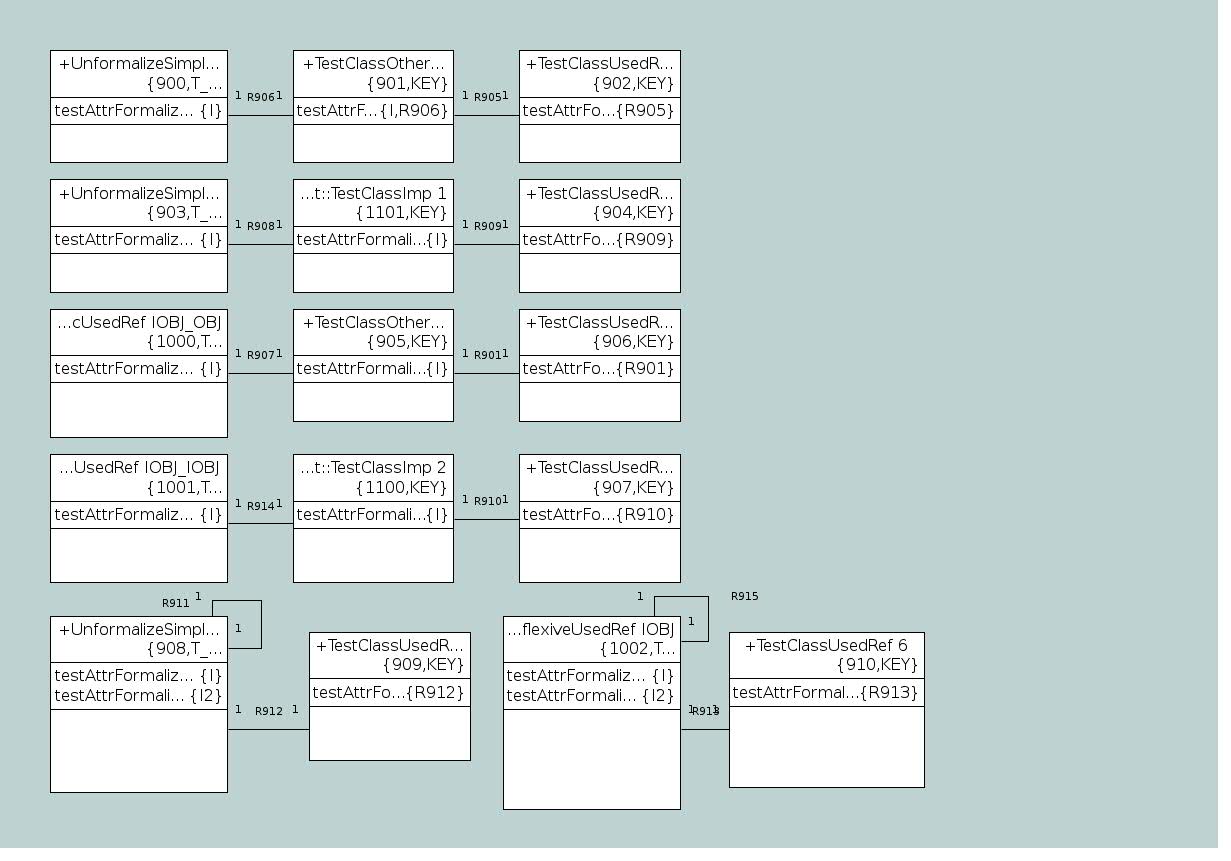 +UnformalizeSimpl...
{900,T_...
testAttrFormaliz... {I}
1 R906 1
+TestClassOther...
{901,KEY}
testAttrF...{I,R906}
1 R905 1
+TestClassUsedR...
{902,KEY}
testAttrFo...{R905}
+UnformalizeSimpl...
{903,T_...
testAttrFormaliz... {I}
1 R908 1
...t::TestClassImp 1
{1101,KEY}
testAttrFormali...{I}
1 R909 1
+TestClassUsedR...
{904,KEY}
testAttrFo...{R909}
...cUsedRef IOBJ_OBJ
{1000,T...
testAttrFormaliz... {I}
1 R907 1
+TestClassOther...
{905,KEY}
testAttrFormali...{I}
1 R901 1
+TestClassUsedR...
{906,KEY}
testAttrFo...{R901}
...UsedRef IOBJ_IOBJ
{1001,T...
testAttrFormaliz... {I}
1 R914 1
...t::TestClassImp 2
{1100,KEY}
testAttrFormali...{I}
1 R910 1
+TestClassUsedR...
{907,KEY}
testAttrFo...{R910}
R911 1
1
+UnformalizeSimpl...
{908,T_...
testAttrFormaliz... {I}
testAttrFormali... {I2}
1 R912 1
+TestClassUsedR...
{909,KEY}
testAttrFo...{R912}
1 R915
1
...flexiveUsedRef IOBJ
{1002,T...
testAttrFormaliz... {I}
testAttrFormali... {I2}
1 R913 1
+TestClassUsedRef 6
{910,KEY}
testAttrFormal...{R913}